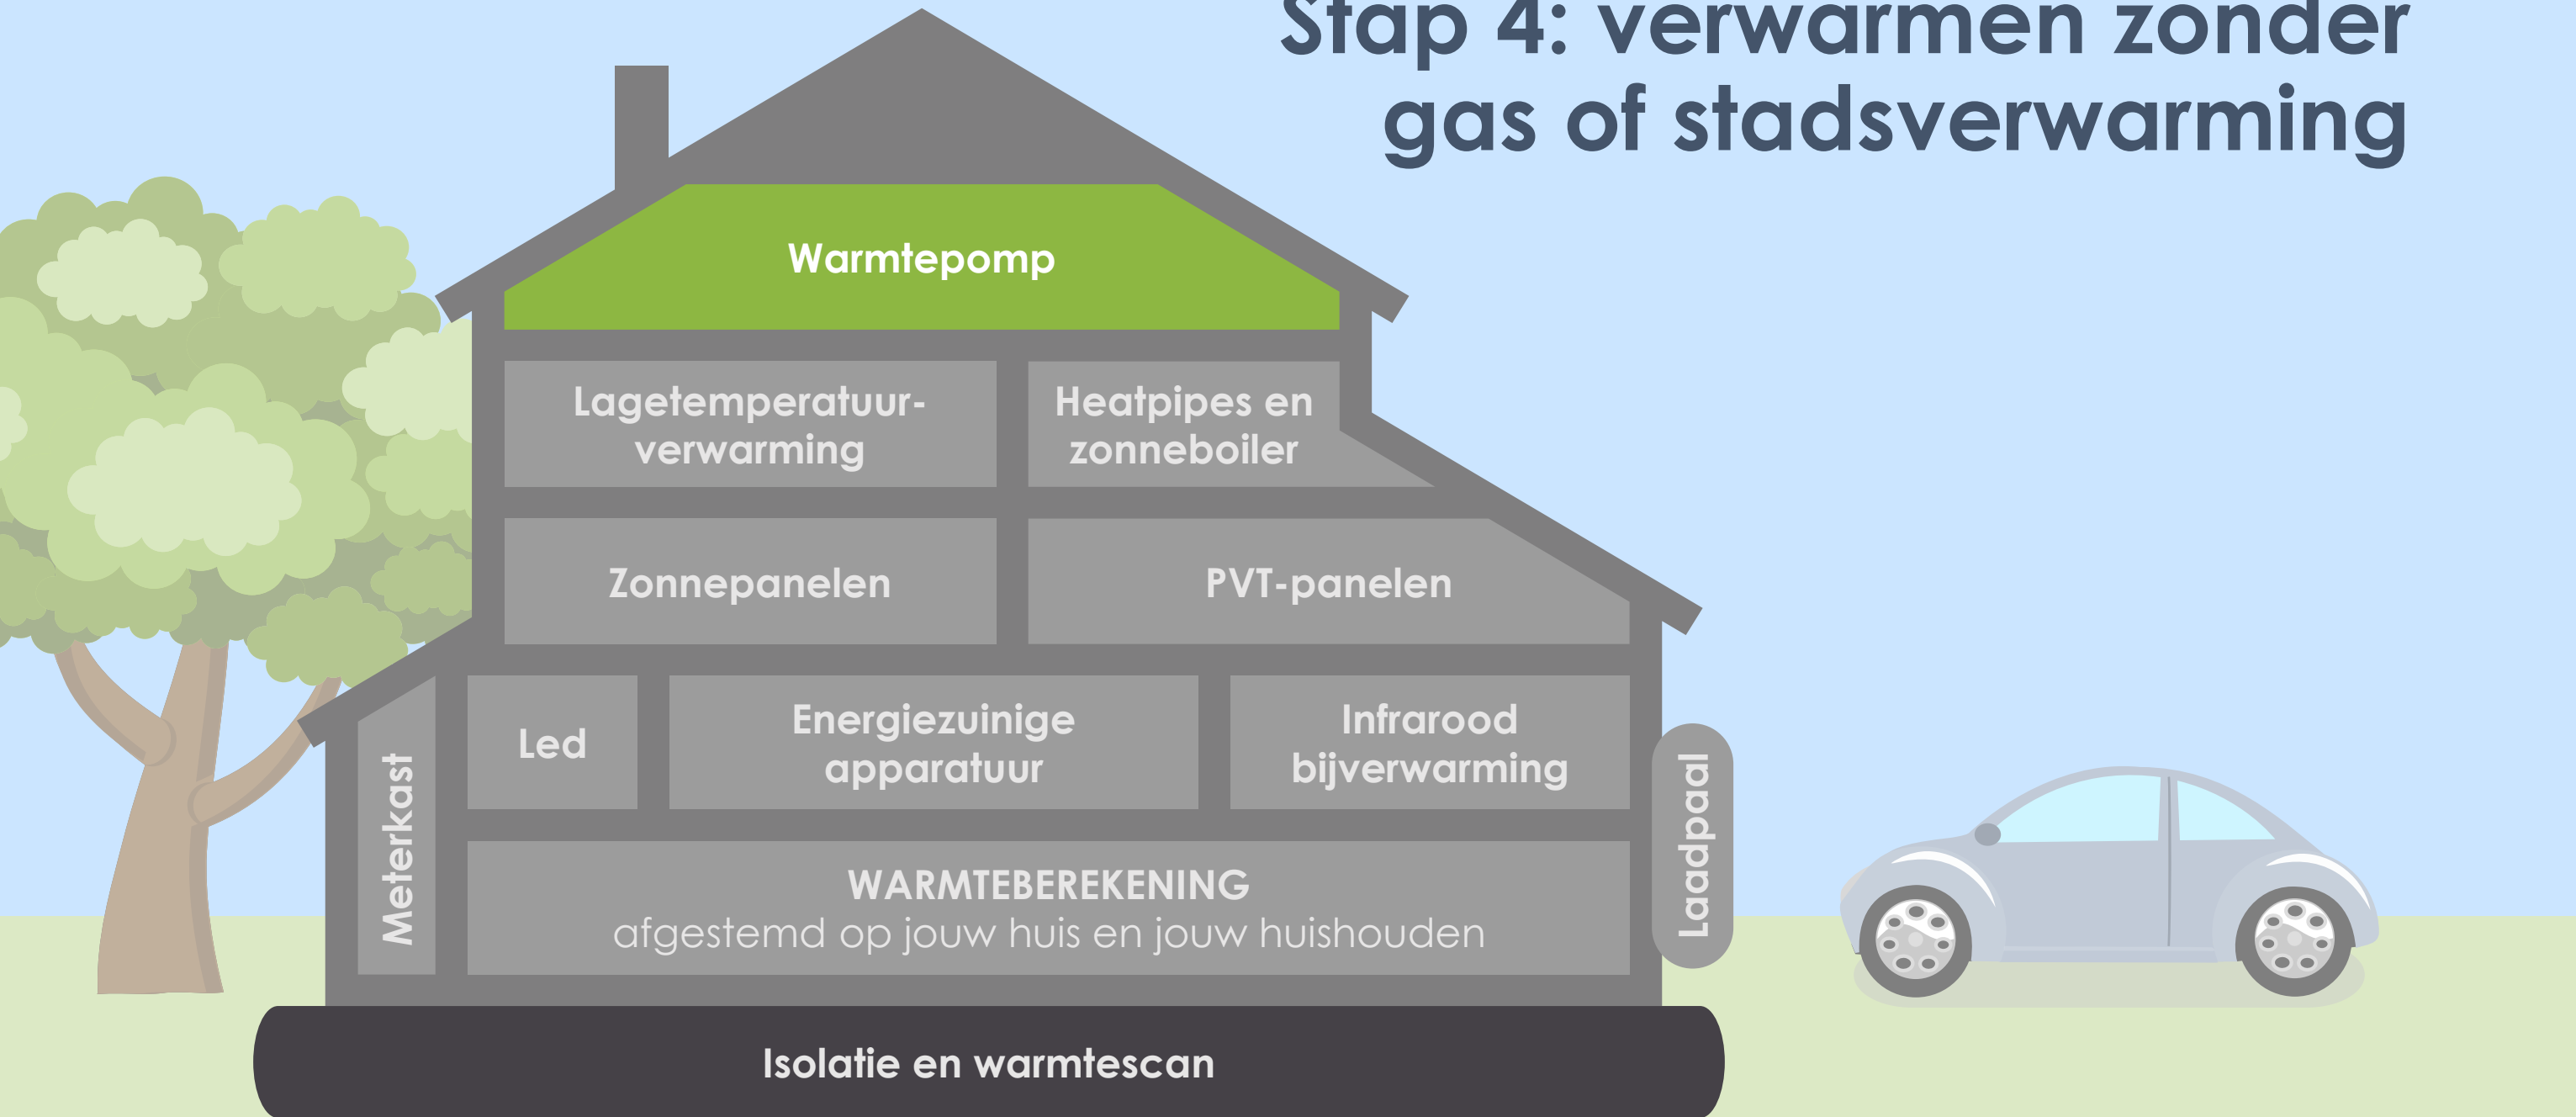 Stap 4: verwarmen zonder
gas of stadsverwarming
Warmtepomp
Lagetemperatuur-
verwarming
Heatpipes en
zonneboiler
Zonnepanelen
PVT-panelen
Meterkast
Led
Energiezuinige
apparatuur
Infrarood
bijverwarming
Laadpaal
WARMTEBEREKENING
afgestemd op jouw huis en jouw huishouden
Isolatie en warmtescan